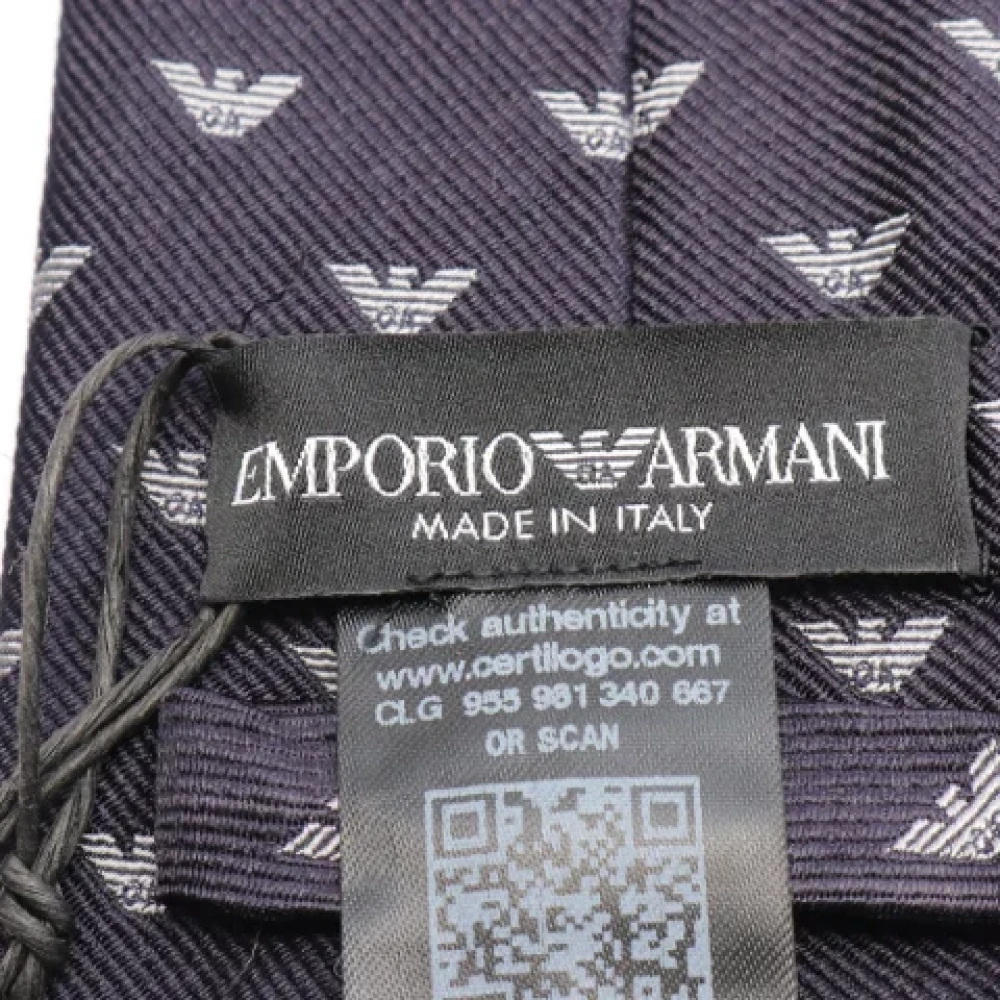 EMPORIO ARMANI
MADE IN ITALY
Check authenticity at
www.certilogo.com
CLG 955 981 340 667
OR SCAN